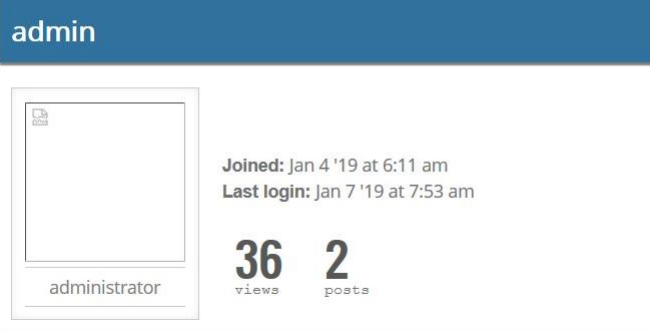 admin
Joined: Jan 4 '19 at 6:11 am
Last login: Jan 7 '19 at 7:53 am
36 2
views posts
administrator